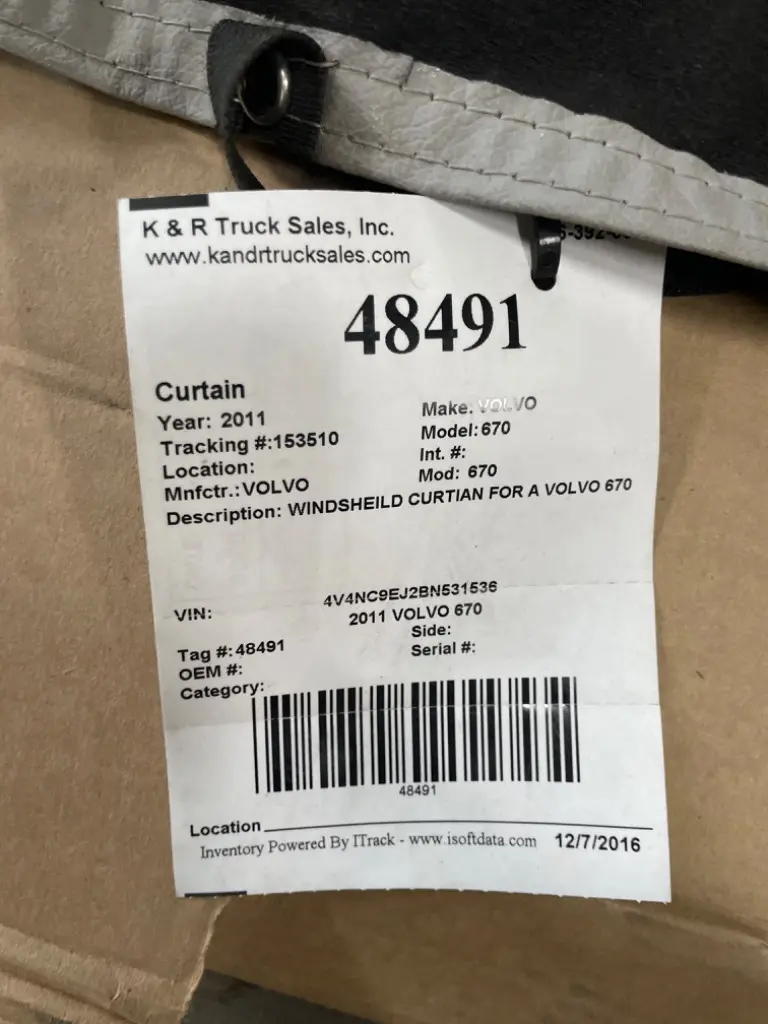 K & R Truck Sales, Inc.
www.kandrtrucksales.com
48491
Curtain
Year: 2011
Make: VOLVO
Tracking #:153510
Model: 670
Location:
Int. #:
Mnfctr.: VOLVO
Mod: 670
Description: WINDSHEILD CURTIAN FOR A VOLVO 670
VIN: 4V4NC9EJ2BN531536
2011 VOLVO 670
Tag #: 48491
Side:
OEM #:
Serial #:
Category:
48491
Location
Inventory Powered By ITrack - www.isoftdata.com 12/7/2016